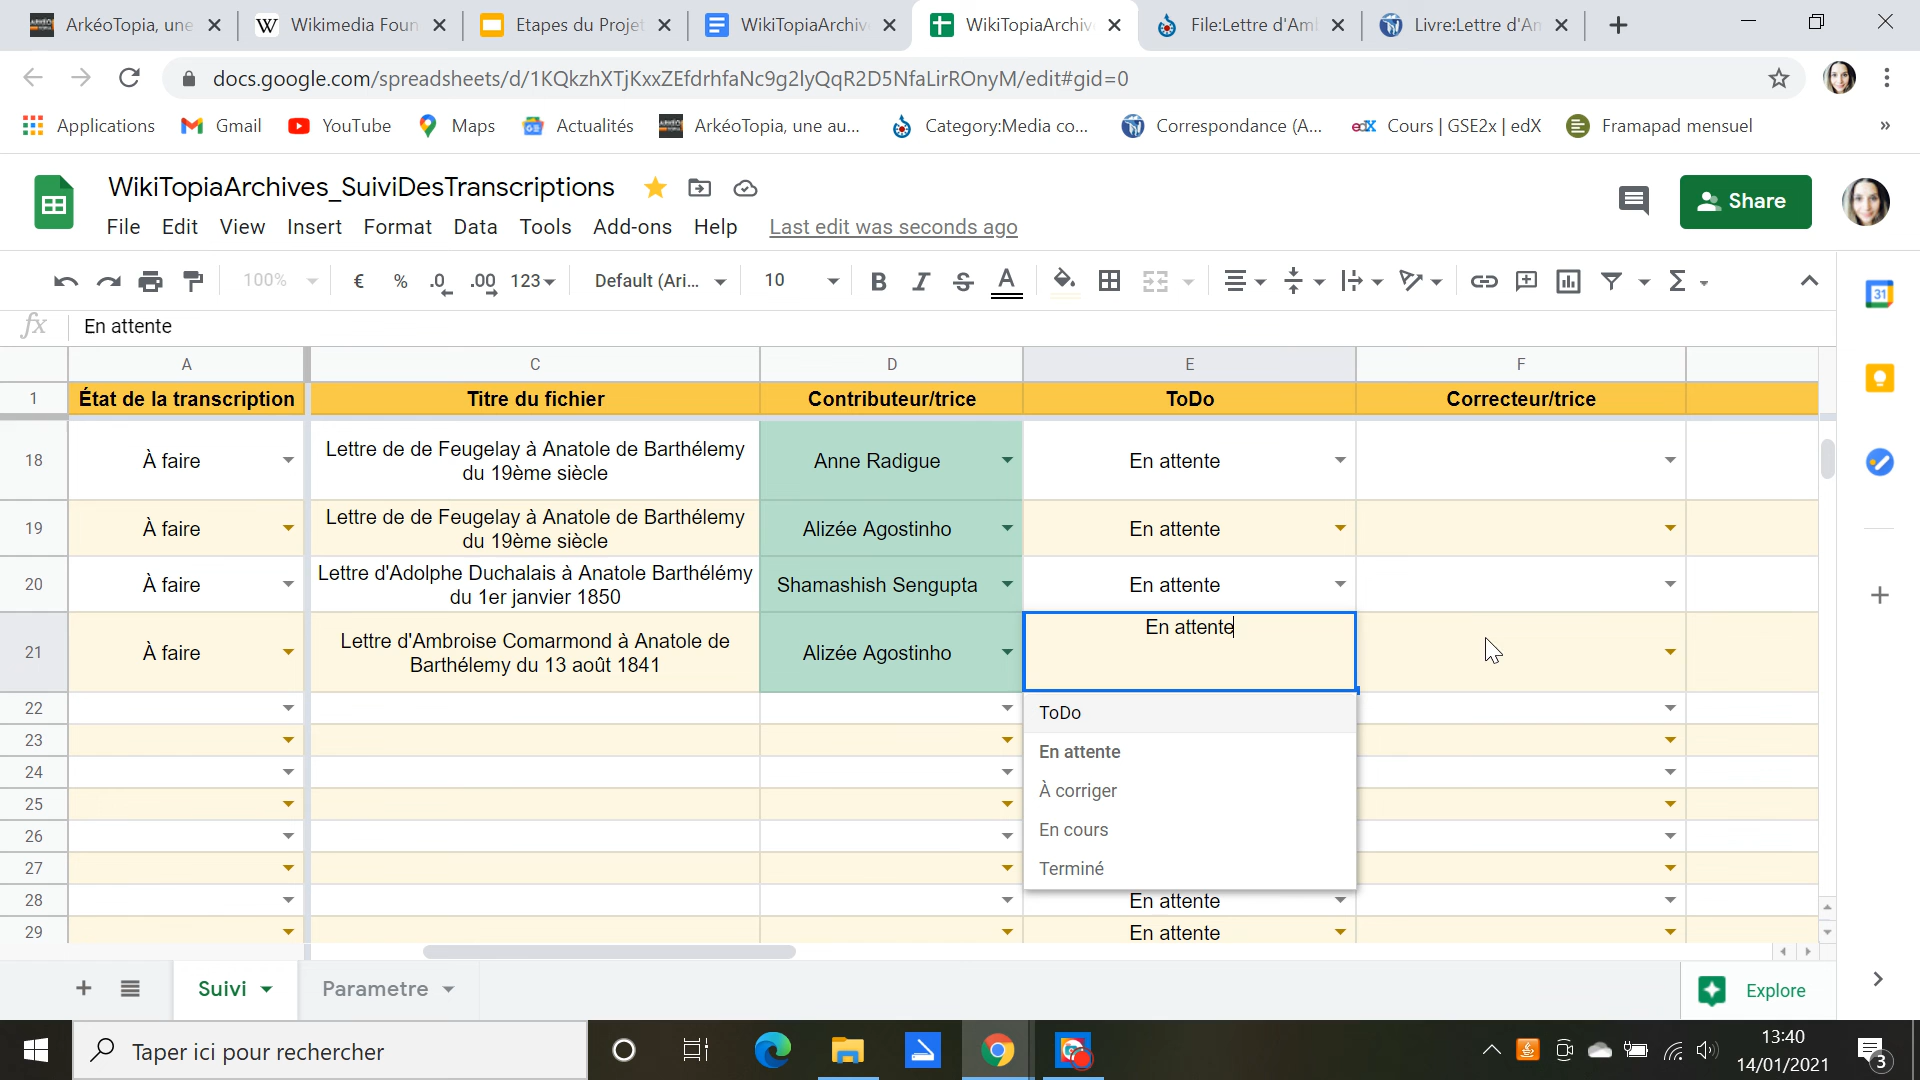 ArkéoTopia, une
Wikimedia Foun
Etapes du Projet
WikiTopiaArchiv
WikiTopiaArchiv
File:Lettre d'Aml
Livre:Lettre d'An
docs.google.com/spreadsheets/d/1KQkzhXTjKxxZEfdrhfaNc9g2lyQqR2D5NfaLirROnyM/edit#gid=0
Applications
Gmail
YouTube
Maps
Actualités
ArkéoTopia, une au...
Category:Media co...
Correspondance (A...
edX
Cours | GSE2x | edX
Framapad mensuel
»
WikiTopiaArchives_SuiviDesTranscriptions
File Edit View Insert Format Data Tools Add-ons Help Last edit was seconds ago
Share
100% € % .0 .00 123 Default (Ari... 10 B I S A
31
fx En attente
A C D E F
1 État de la transcription Titre du fichier Contributeur/trice ToDo Correcteur/trice
18 À faire Lettre de de Feugelay à Anatole de Barthélemy
du 19ème siècle Anne Radigue En attente
19 À faire Lettre de de Feugelay à Anatole de Barthélemy
du 19ème siècle Alizée Agostinho En attente
20 À faire Lettre d'Adolphe Duchalais à Anatole Barthélémy
du 1er janvier 1850 Shamashish Sengupta En attente
21 À faire Lettre d'Ambroise Comarmond à Anatole de
Barthélemy du 13 août 1841 Alizée Agostinho En attente
22
ToDo
23
En attente
24
À corriger
25
En cours
26
Terminé
27
28 En attente
29 En attente
Suivi
Parametre
Explore
Taper ici pour rechercher
13:40
14/01/2021
3